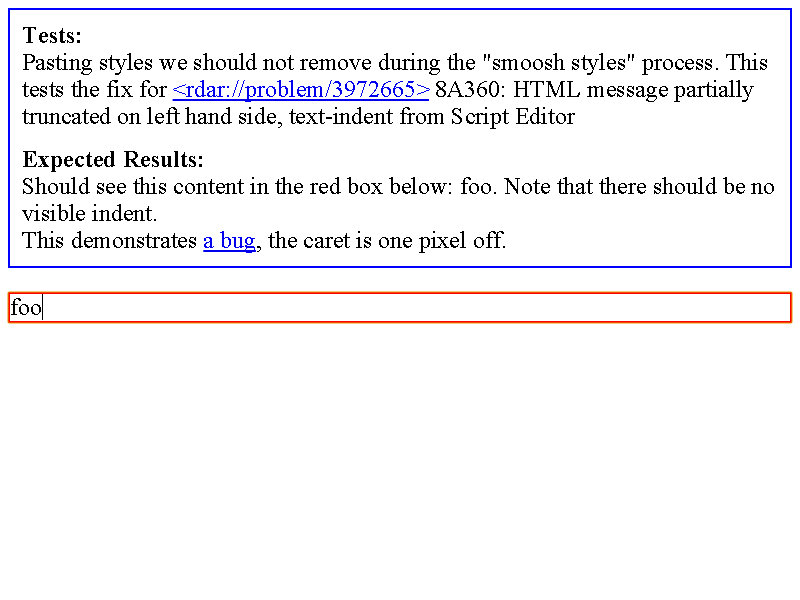 Tests:
Pasting styles we should not remove during the "smoosh styles" process. This
tests the fix for <rdar://problem/3972665> 8A360: HTML message partially
truncated on left hand side, text-indent from Script Editor
Expected Results:
Should see this content in the red box below: foo. Note that there should be no
visible indent.
This demonstrates a bug, the caret is one pixel off.
foo